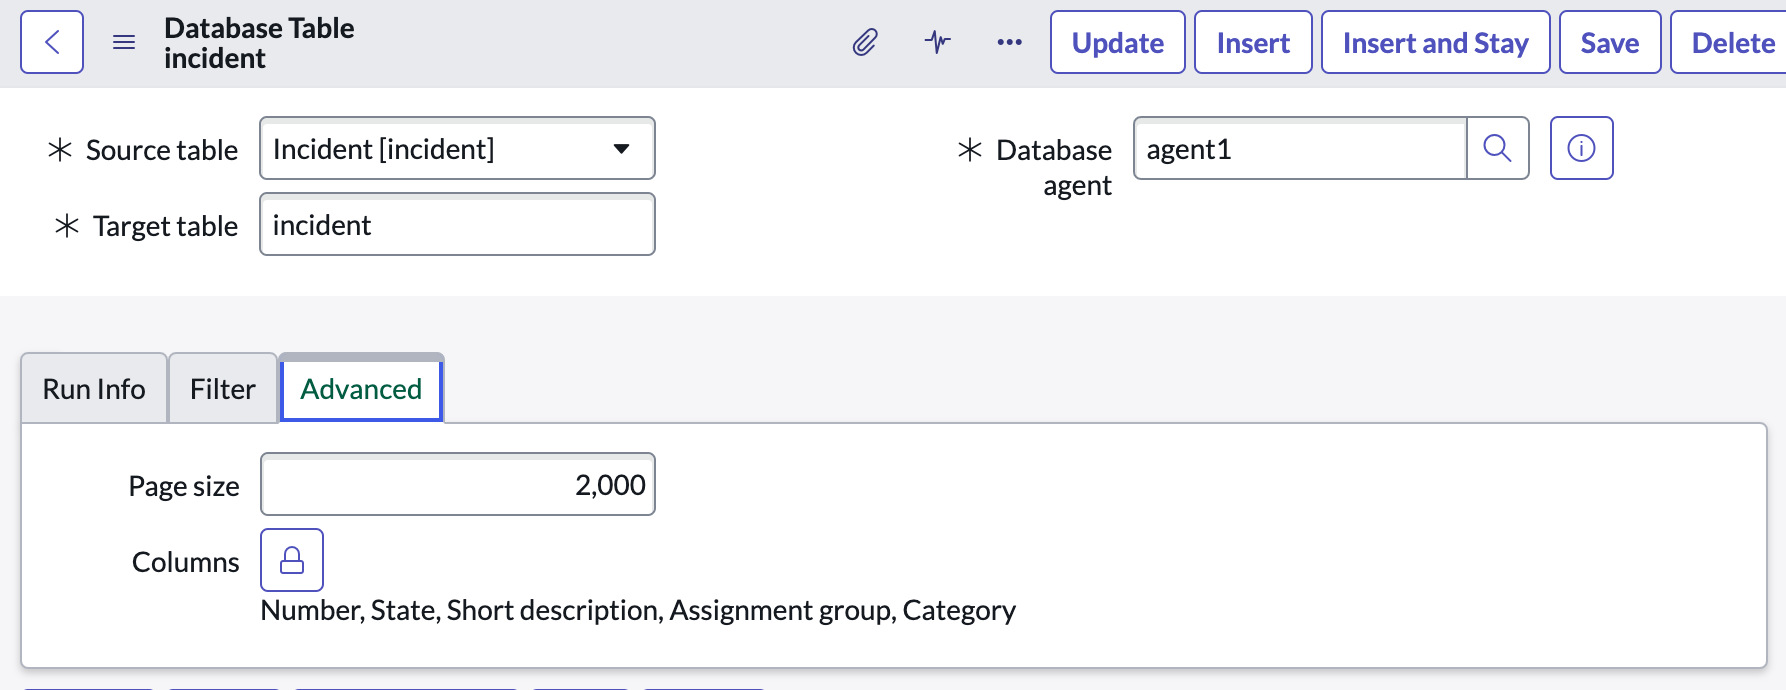 Database Table
incident
Update
Insert
Insert and Stay
Save
Delete
Source table
Incident [incident]
Database
agent
agent1
Target table
incident
Run Info
Filter
Advanced
Page size
2,000
Columns
Number, State, Short description, Assignment group, Category